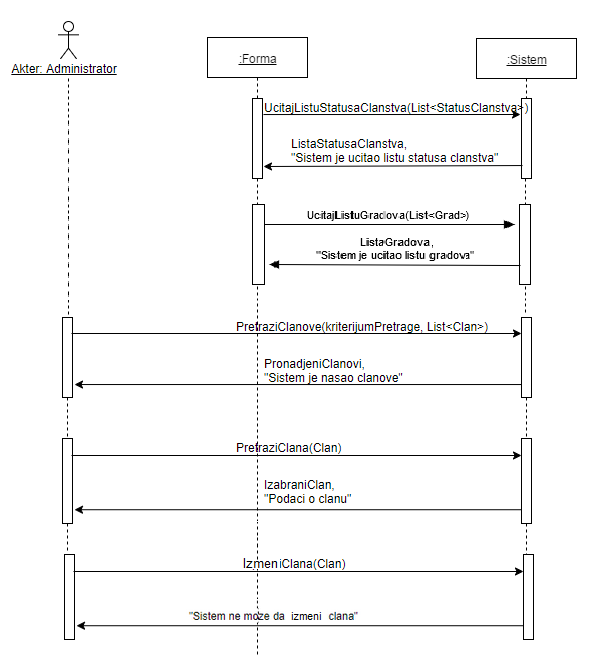 Akter: Administrator
:Forma
:Sistem
UcitajListuStatusaClanstva(List<StatusClanstva>)
ListaStatusaClanstva,
"Sistem je ucitao listu statusa clanstva"
UcitajListuGradova(List<Grad>)
ListaGradova,
"Sistem je ucitao listu gradova"
PretraziClanove(kriterijumPretrage, List<Clan>)
PronadjeniClanovi,
"Sistem je nasao clanove"
PretraziClana(Clan)
IzabraniClan,
"Podaci o clanu"
IzmeniClana(Clan)
"Sistem ne moze da izmeni clana"